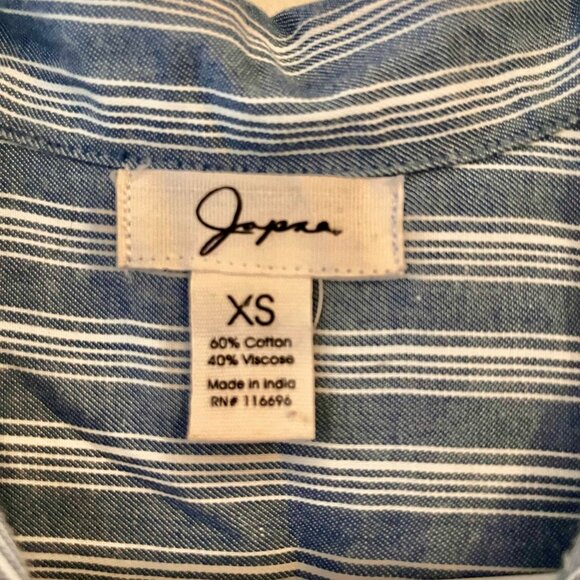 Japna
XS
60% Cotton
40% Viscose
Made in India
RN# 116696